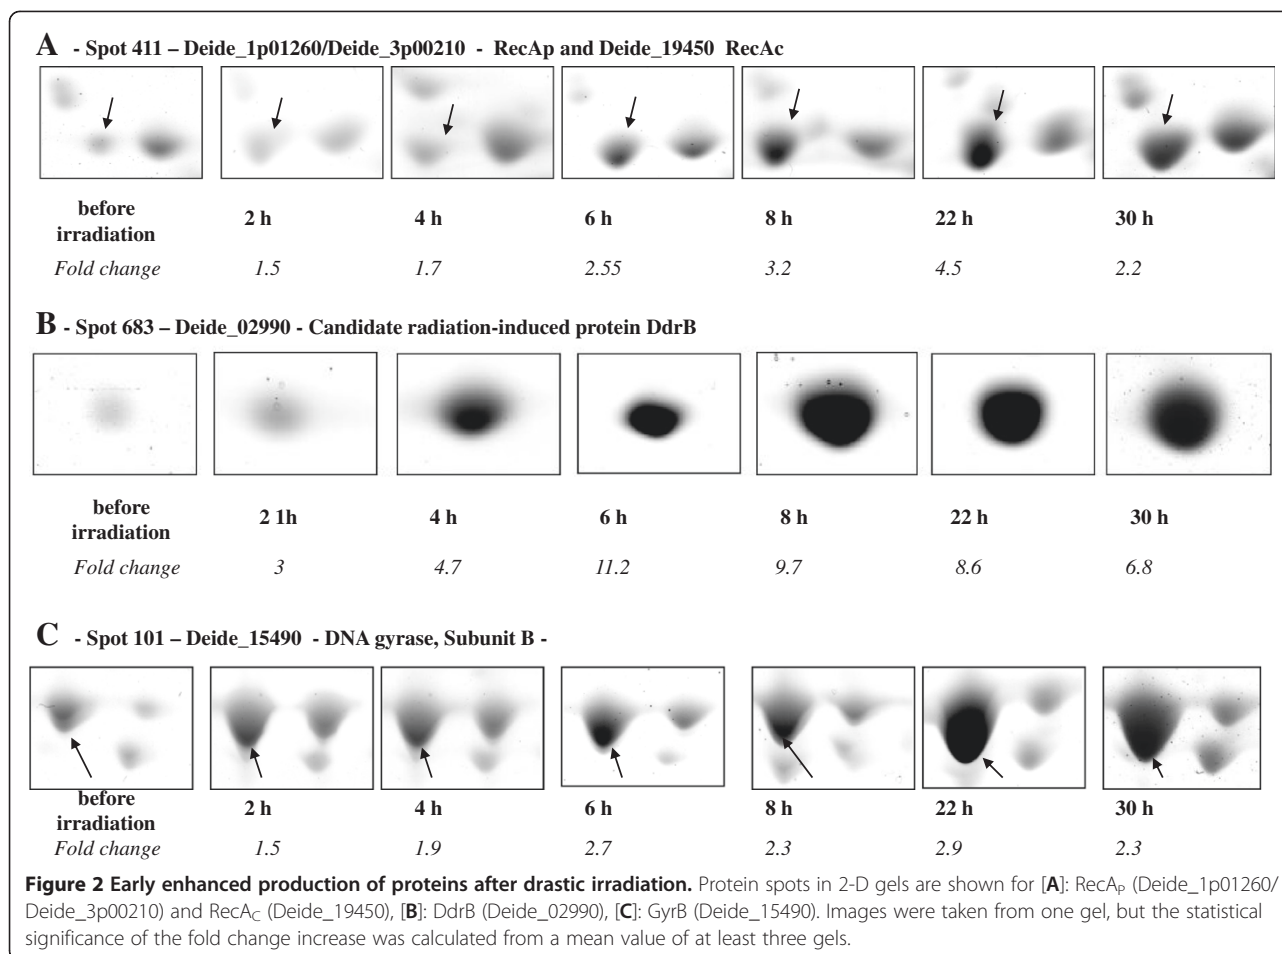 A - Spot 411 – Deide_1p01260/Deide_3p00210 - RecAp and Deide_19450 RecAc
before irradiation 2 h 4 h 6 h 8 h 22 h 30 h
Fold change 1.5 1.7 2.55 3.2 4.5 2.2
B - Spot 683 – Deide_02990 - Candidate radiation-induced protein DdrB
before irradiation 2 1h 4 h 6 h 8 h 22 h 30 h
Fold change 3 4.7 11.2 9.7 8.6 6.8
C - Spot 101 – Deide_15490 - DNA gyrase, Subunit B -
before irradiation 2 h 4 h 6 h 8 h 22 h 30 h
Fold change 1.5 1.9 2.7 2.3 2.9 2.3
Figure 2 Early enhanced production of proteins after drastic irradiation. Protein spots in 2-D gels are shown for [A]: RecAP (Deide_1p01260/
Deide_3p00210) and RecAC (Deide_19450), [B]: DdrB (Deide_02990), [C]: GyrB (Deide_15490). Images were taken from one gel, but the statistical
significance of the fold change increase was calculated from a mean value of at least three gels.